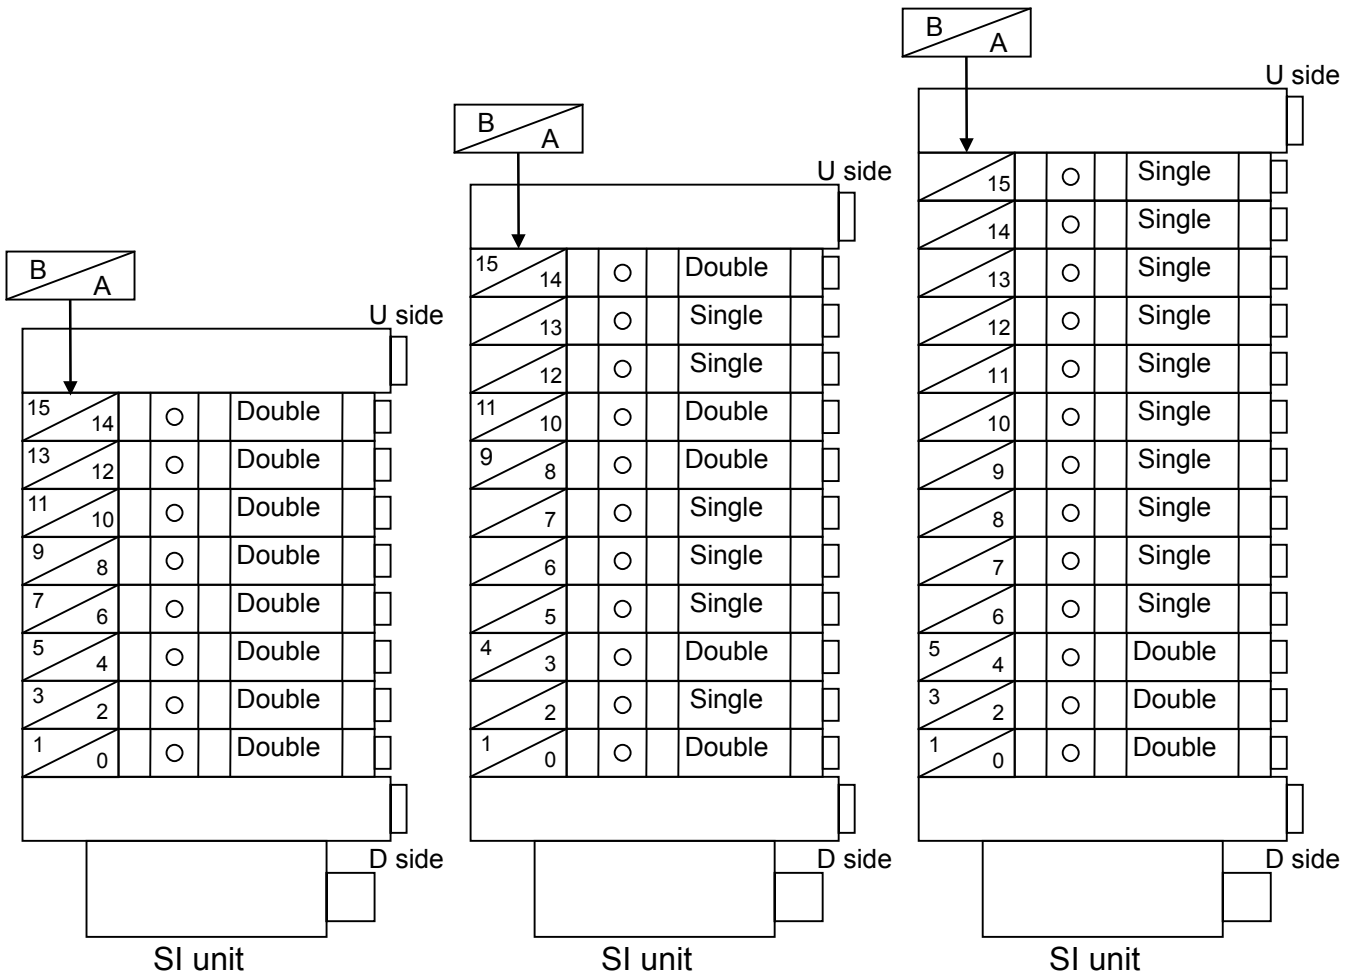 B A
U side
15 14 Double
13 12 Double
11 10 Double
9 8 Double
7 6 Double
5 4 Double
3 2 Double
1 0 Double
D side
SI unit
B A
U side
15 14 Double
13 Single
12 Single
11 10 Double
9 8 Double
7 Single
6 Single
5 Single
4 3 Double
2 Single
1 0 Double
D side
SI unit
B A
U side
15 Single
14 Single
13 Single
12 Single
11 Single
10 Single
9 Single
8 Single
7 Single
6 Single
5 4 Double
3 2 Double
1 0 Double
D side
SI unit